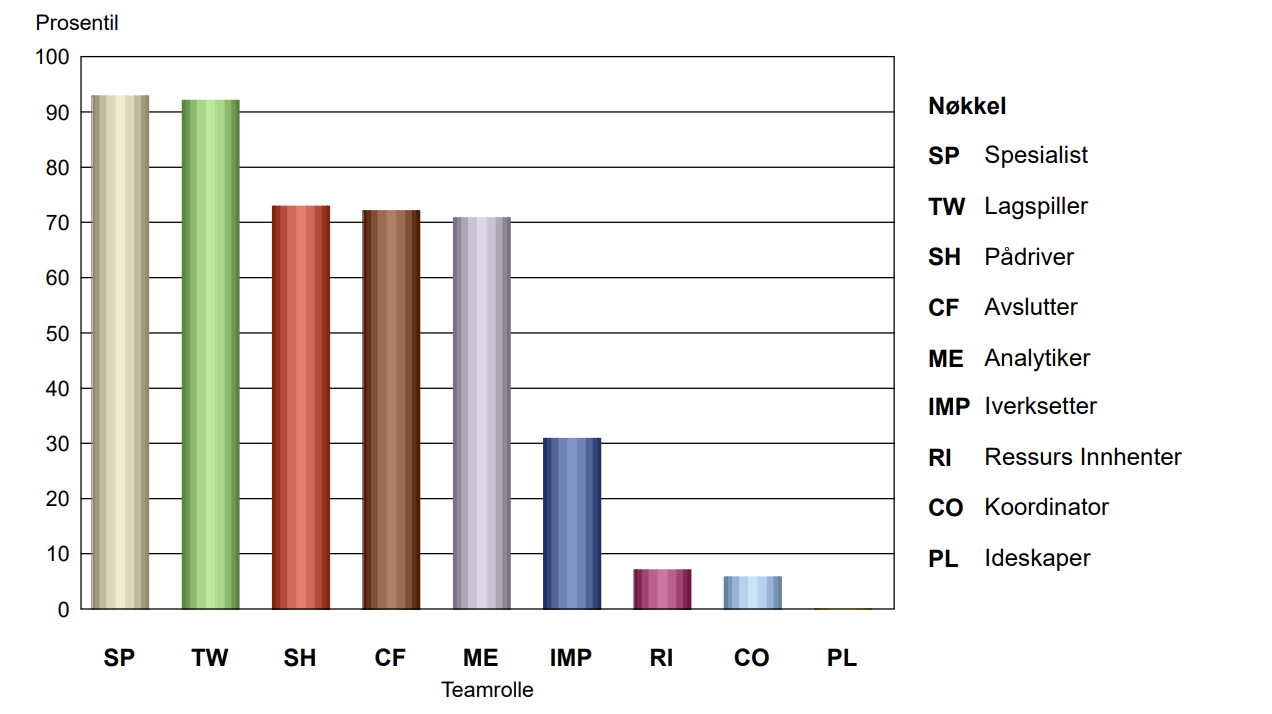 Prosentil
100
90
80
70
60
50
40
30
20
10
0
SP TW SH CF ME IMP RI CO PL
Teamrolle
Nøkkel
SP Spesialist
TW Lagspiller
SH Pådriver
CF Avslutter
ME Analytiker
IMP Iverksetter
RI Ressurs Innhenter
CO Koordinator
PL Ideskaper